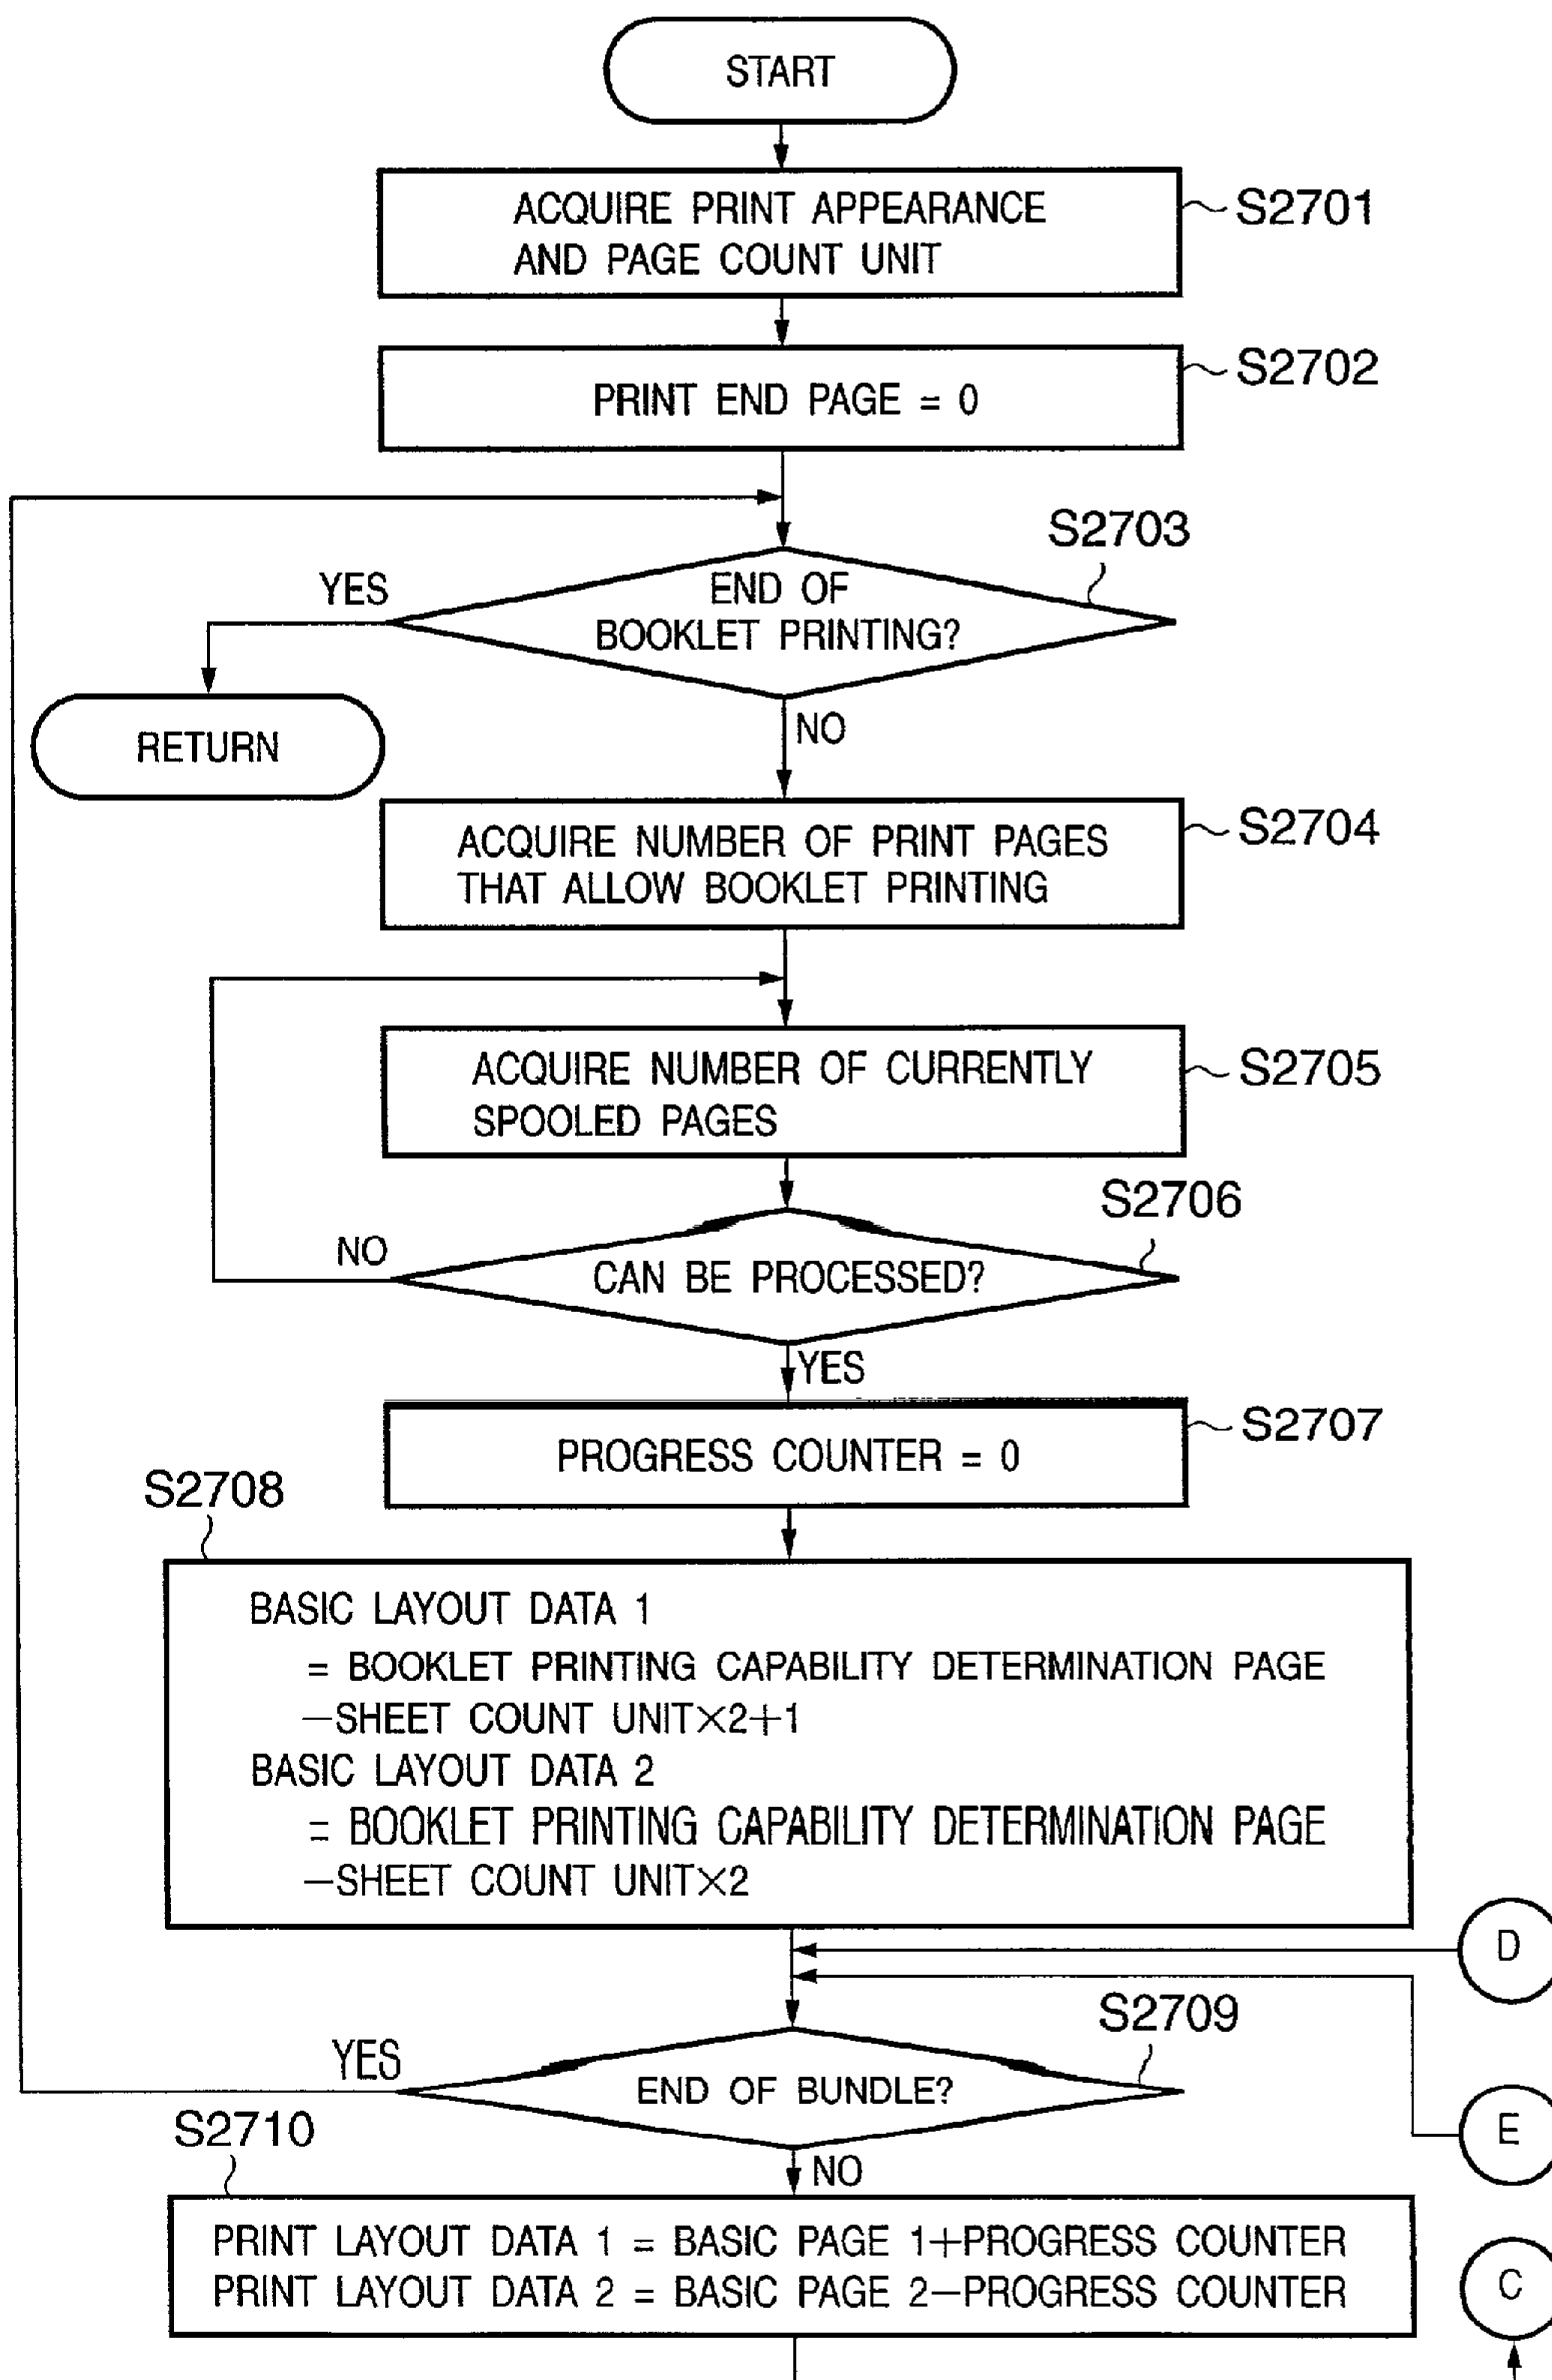 START
ACQUIRE PRINT APPEARANCE
AND PAGE COUNT UNIT
S2701
PRINT END PAGE = 0
S2702
S2703
YES
END OF
BOOKLET PRINTING?
RETURN
NO
ACQUIRE NUMBER OF PRINT PAGES
THAT ALLOW BOOKLET PRINTING
S2704
ACQUIRE NUMBER OF CURRENTLY
SPOOLED PAGES
S2705
S2706
NO
CAN BE PROCESSED?
YES
PROGRESS COUNTER = 0
S2707
S2708
BASIC LAYOUT DATA 1
= BOOKLET PRINTING CAPABILITY DETERMINATION PAGE
−SHEET COUNT UNIT×2+1
BASIC LAYOUT DATA 2
= BOOKLET PRINTING CAPABILITY DETERMINATION PAGE
−SHEET COUNT UNIT×2
D
S2709
YES
END OF BUNDLE?
E
S2710
NO
PRINT LAYOUT DATA 1 = BASIC PAGE 1+PROGRESS COUNTER
PRINT LAYOUT DATA 2 = BASIC PAGE 2−PROGRESS COUNTER
C